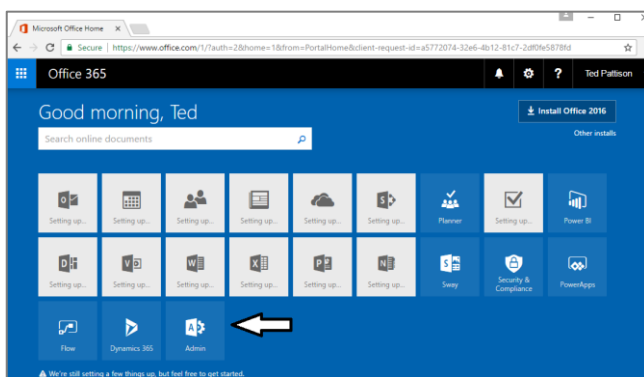 Microsoft Office Home
Secure | https://www.office.com/1/?auth=2&home=1&from=PortalHome&client-request-id=a5772074-32e6-4b12-81c7-2df0fe5878fd
Office 365 ? Ted Pattison
Good morning, Ted
Install Office 2016
Search online documents
Other installs
Setting up... Setting up... Setting up... Setting up... Setting up... Setting up... Planner Setting up... Power BI
Setting up... Setting up... Setting up... Setting up... Setting up... Setting up... Sway Security & Compliance PowerApps
Flow Dynamics 365 Admin
We're still setting a few things up, but feel free to get started.